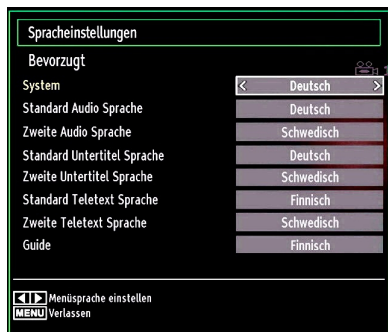 Spracheinstellungen
Bevorzugt
System < Deutsch >
Standard Audio Sprache Deutsch
Zweite Audio Sprache Schwedisch
Standard Untertitel Sprache Deutsch
Zweite Untertitel Sprache Schwedisch
Standard Teletext Sprache Finnisch
Zweite Teletext Sprache Schwedisch
Guide Finnisch
Menüsprache einstellen
MENU Verlassen